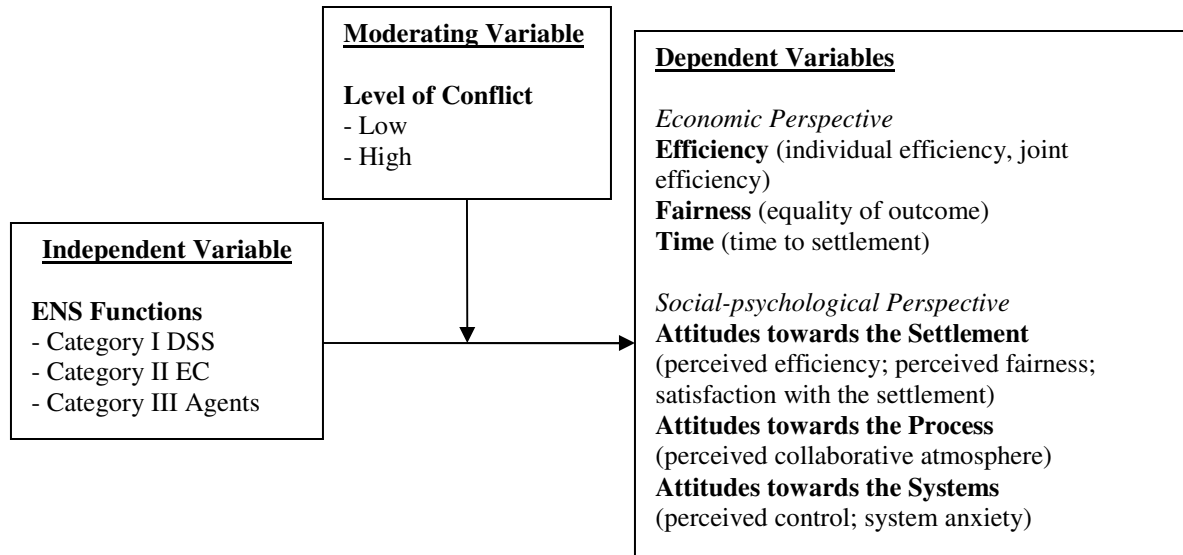 Moderating Variable
Level of Conflict
- Low
- High
Independent Variable
ENS Functions
- Category I DSS
- Category II EC
- Category III Agents
Dependent Variables
Economic Perspective
Efficiency (individual efficiency, joint
efficiency)
Fairness (equality of outcome)
Time (time to settlement)
Social-psychological Perspective
Attitudes towards the Settlement
(perceived efficiency; perceived fairness;
satisfaction with the settlement)
Attitudes towards the Process
(perceived collaborative atmosphere)
Attitudes towards the Systems
(perceived control; system anxiety)